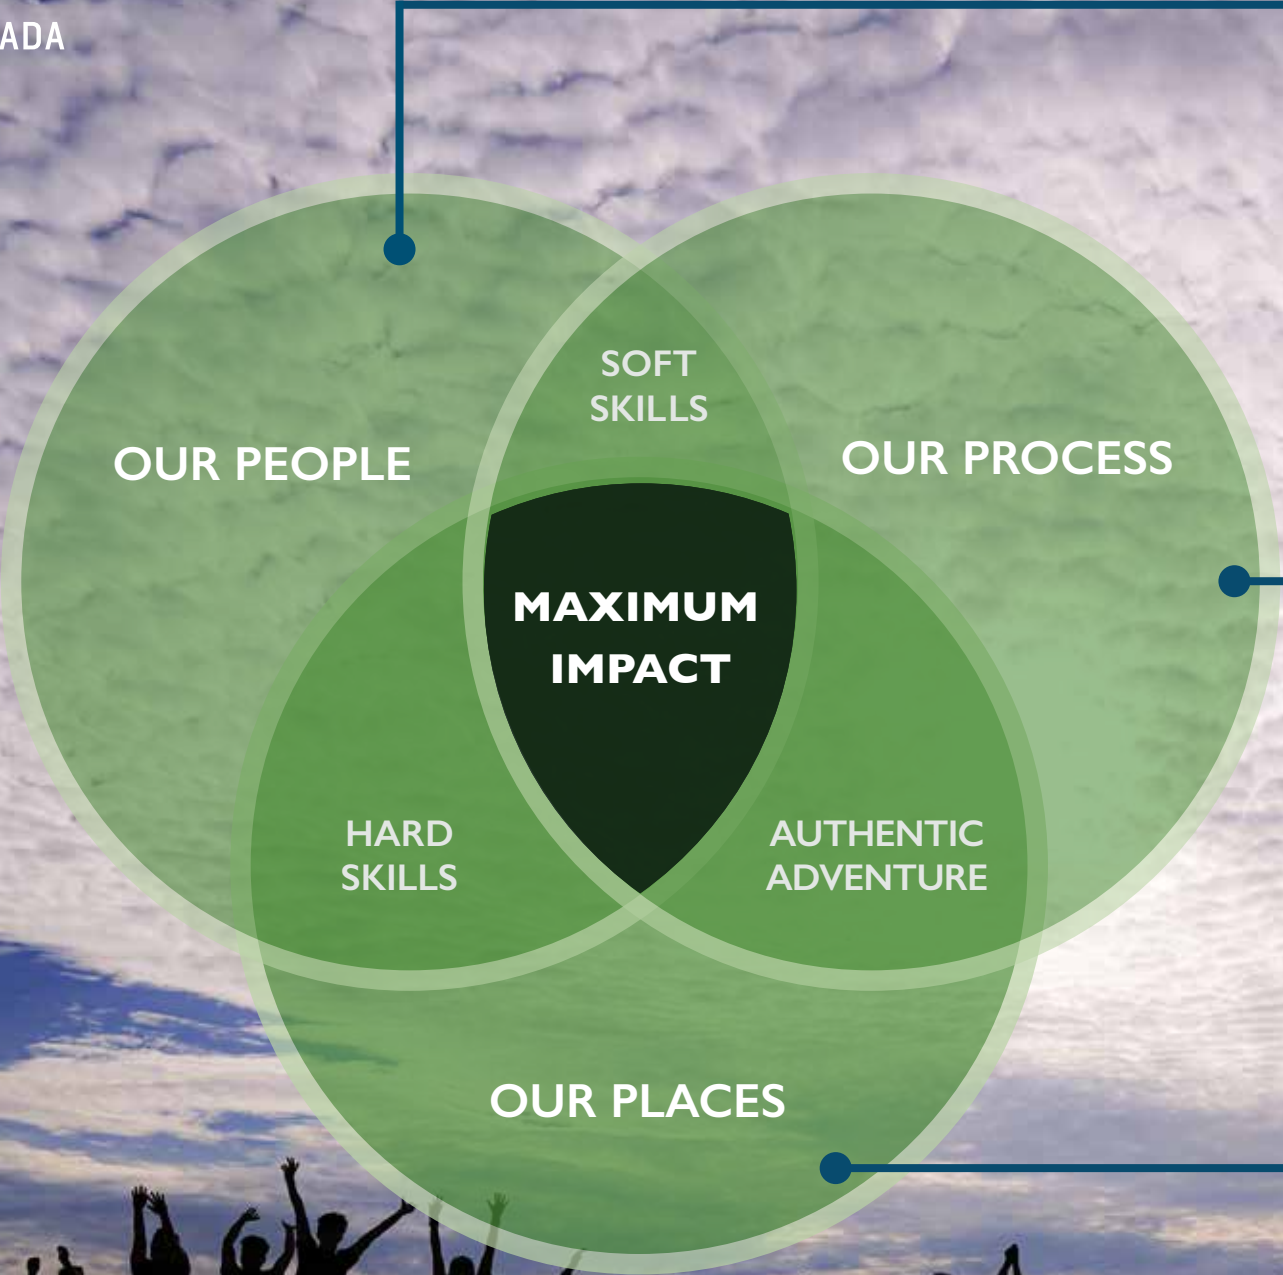 ADA
SOFT
SKILLS
OUR PEOPLE
OUR PROCESS
MAXIMUM
IMPACT
HARD
SKILLS
AUTHENTIC
ADVENTURE
OUR PLACES